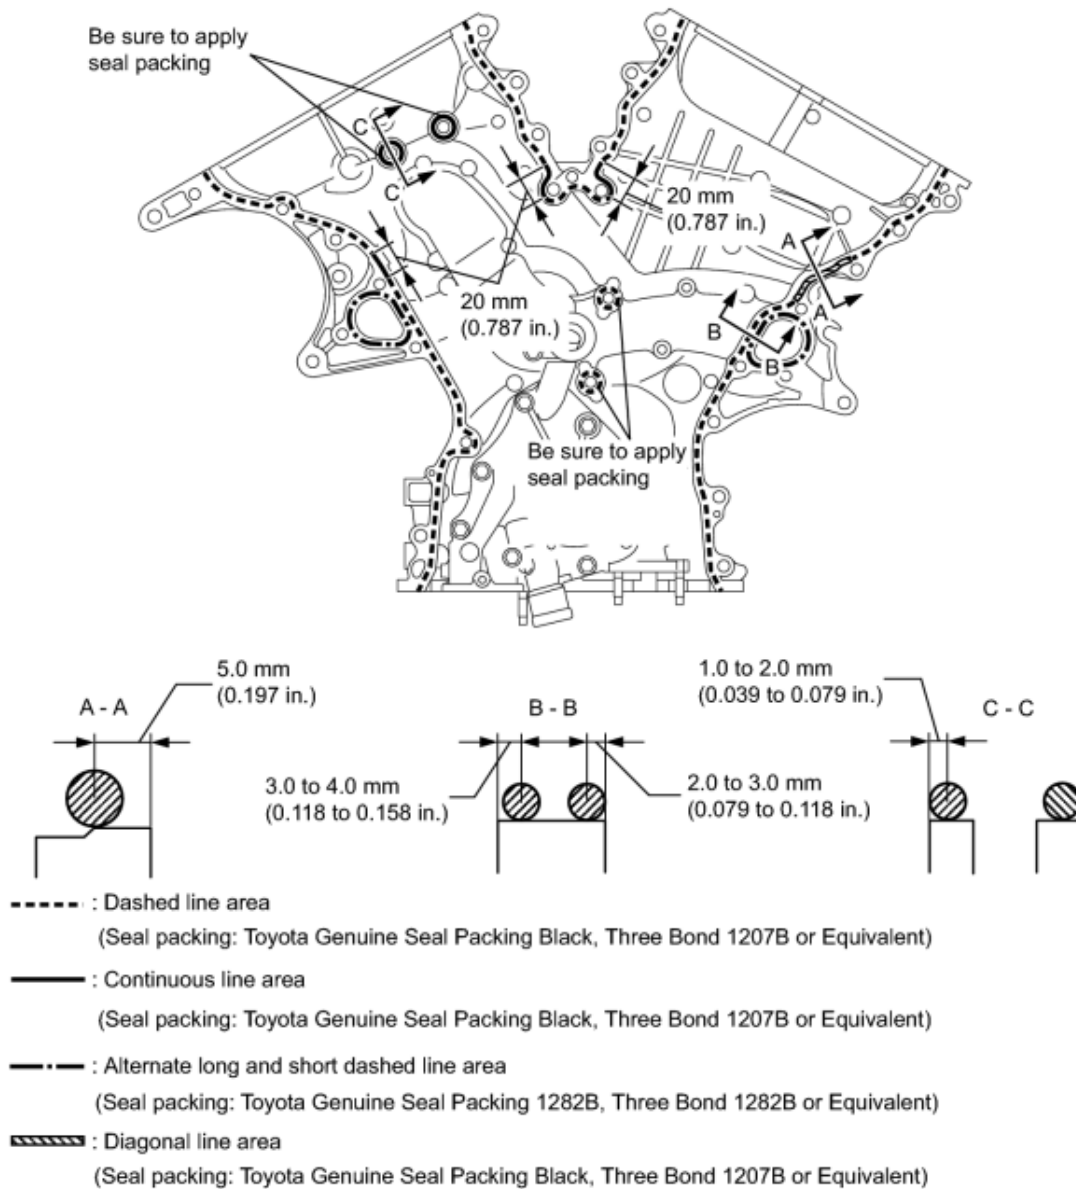 Be sure to apply
seal packing
C
C
20 mm
(0.787 in.)
A
A
20 mm
(0.787 in.)
B
B
Be sure to apply
seal packing
5.0 mm
(0.197 in.)
A - A
B - B
3.0 to 4.0 mm
(0.118 to 0.158 in.)
2.0 to 3.0 mm
(0.079 to 0.118 in.)
1.0 to 2.0 mm
(0.039 to 0.079 in.)
C - C
: Dashed line area
(Seal packing: Toyota Genuine Seal Packing Black, Three Bond 1207B or Equivalent)
: Continuous line area
(Seal packing: Toyota Genuine Seal Packing Black, Three Bond 1207B or Equivalent)
: Alternate long and short dashed line area
(Seal packing: Toyota Genuine Seal Packing 1282B, Three Bond 1282B or Equivalent)
: Diagonal line area
(Seal packing: Toyota Genuine Seal Packing Black, Three Bond 1207B or Equivalent)